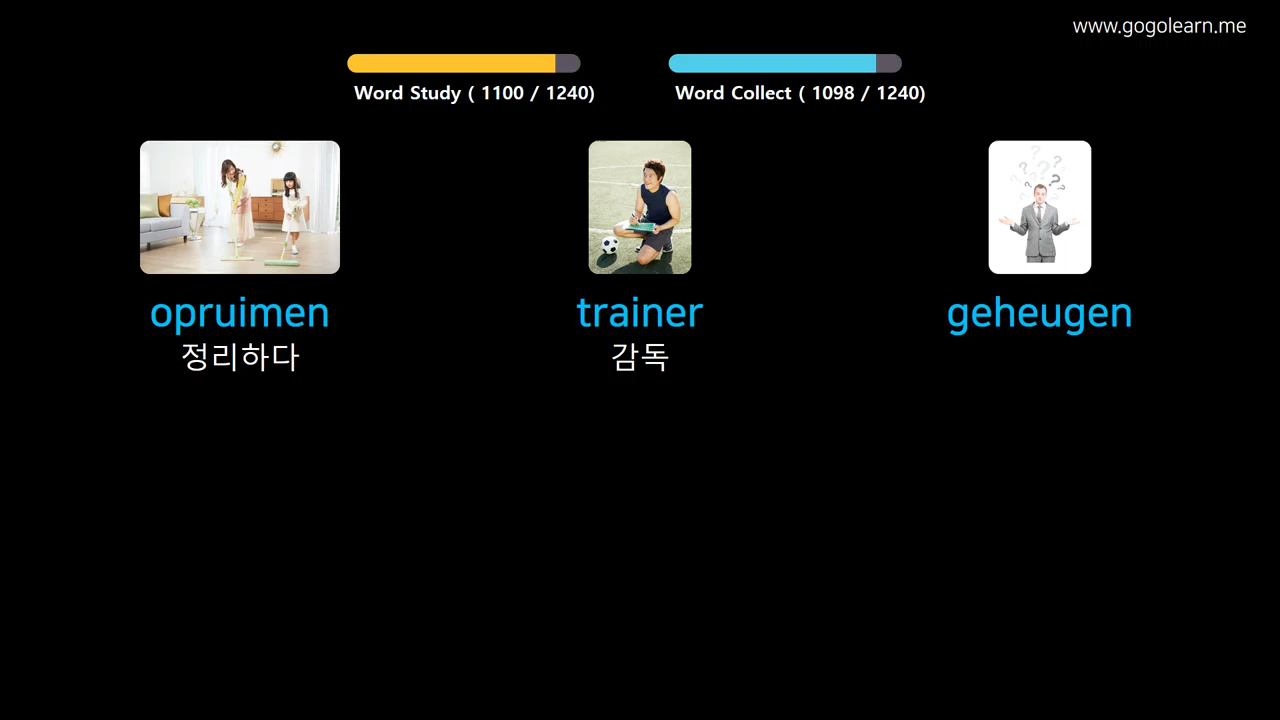 www.gogolearn.me
Word Study ( 1100 / 1240)
Word Collect ( 1098 / 1240)
opruimen
정리하다
trainer
감독
geheugen